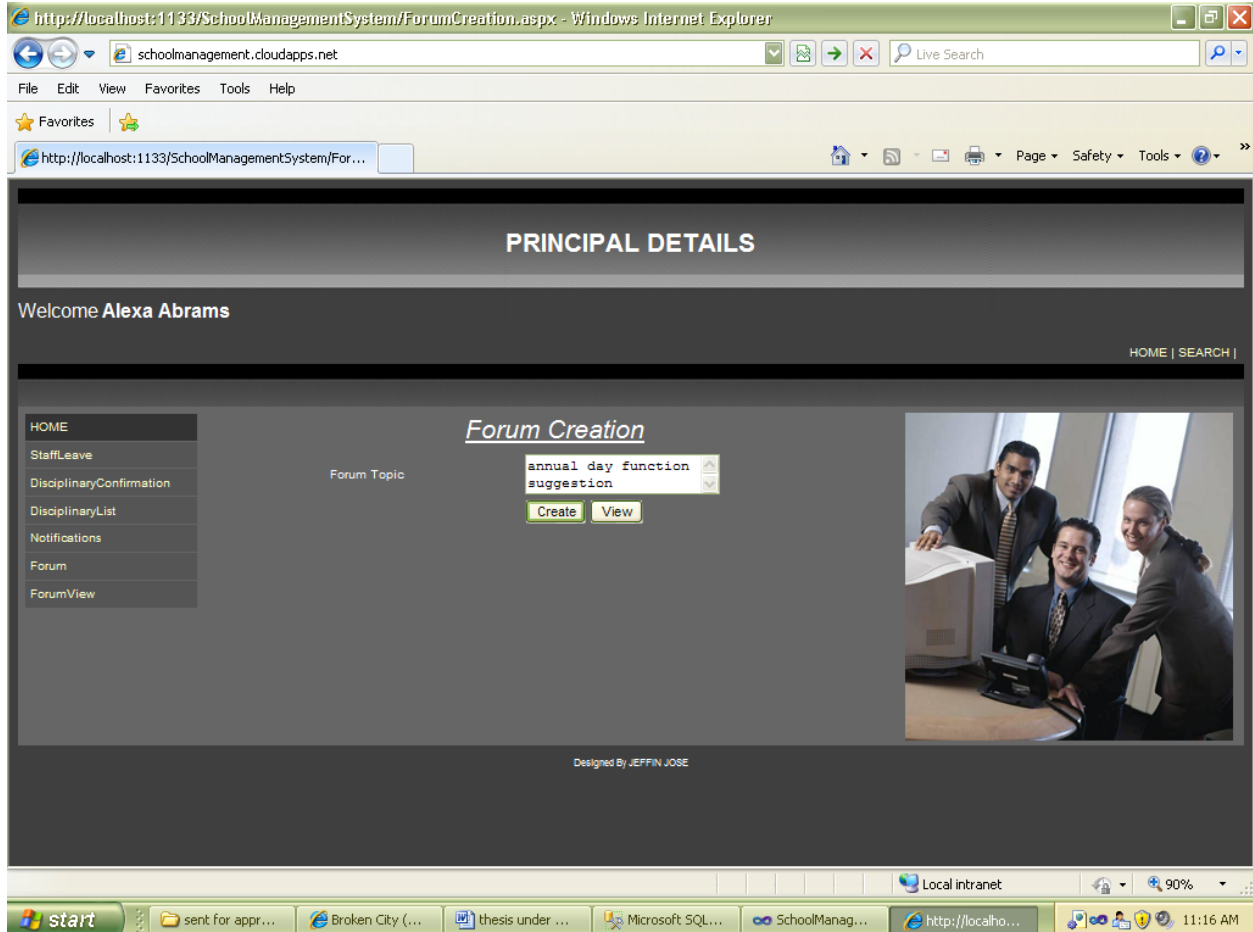 http://localhost:1133/SchoolManagementSystem/ForumCreation.aspx - Windows Internet Explorer
schoolmanagement.cloudapps.net
Live Search
File Edit View Favorites Tools Help
Favorites
http://localhost:1133/SchoolManagementSystem/For...
Page Safety Tools
PRINCIPAL DETAILS
Welcome Alexa Abrams
HOME | SEARCH |
HOME
StaffLeave
DisciplinaryConfirmation
DisciplinaryList
Notifications
Forum
ForumView
Forum Creation
Forum Topic
annual day function
suggestion
Create View
Designed By JEFFIN JOSE
Local intranet
90%
start
sent for appr...
Broken City (...
thesis under ...
Microsoft SQL...
SchoolManag...
http://localho...
11:16 AM